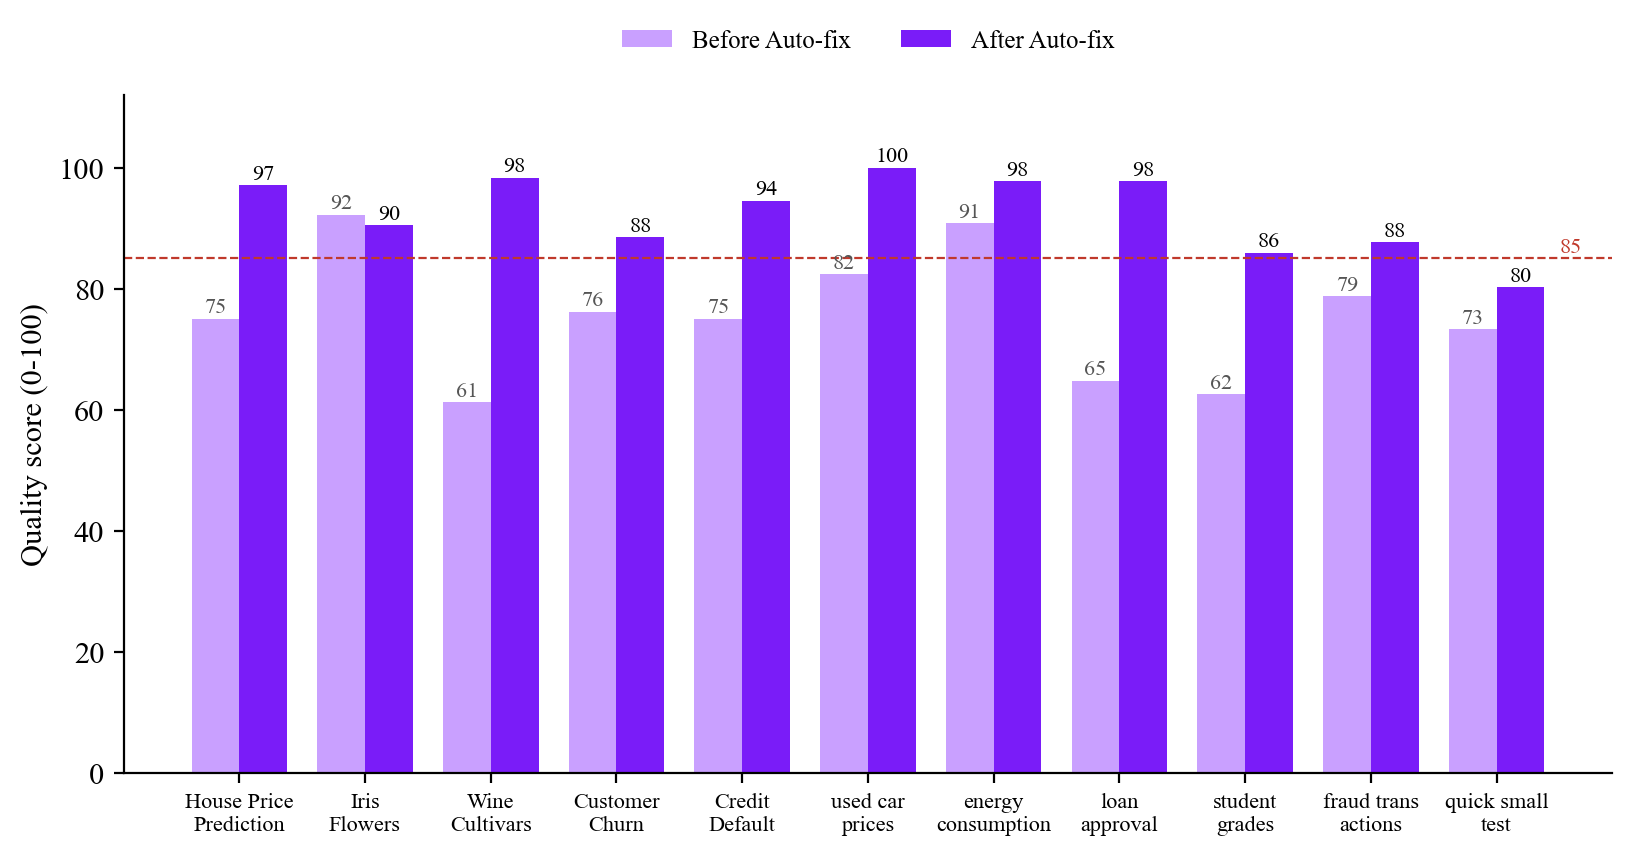 Before Auto-fix
After Auto-fix
Quality score (0-100)
100
80
60
40
20
0
75
97
92
90
61
98
76
88
75
94
82
100
91
98
65
98
62
86
79
88
73
80
85
House Price
Prediction
Iris
Flowers
Wine
Cultivars
Customer
Churn
Credit
Default
used car
prices
energy
consumption
loan
approval
student
grades
fraud trans
actions
quick small
test